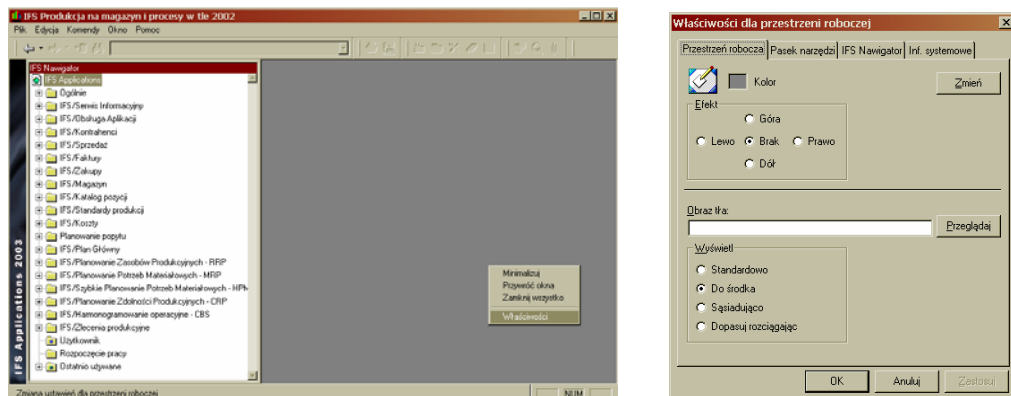 IFS Produkcja na magazyn i procesy w tle 2002
Plik Edycja Komendy Okno Pomoc
IFS Nawigator
IFS Applications
Ogólnie
IFS/Serwis Informacyjny
IFS/Obsługa Aplikacji
IFS/Kontrahenci
IFS/Sprzedaż
IFS/Faktury
IFS/Zakupy
IFS/Magazyn
IFS/Katalog pozycji
IFS/Standardy produkcji
IFS/Koszty
Planowanie popytu
IFS/Plan Główny
IFS/Planowanie Zasobów Produkcyjnych - RRP
IFS/Planowanie Potrzeb Materiałowych - MRP
IFS/Szybkie Planowanie Potrzeb Materiałowych - HPM
IFS/Planowanie Zdolności Produkcyjnych - CRP
IFS/Harmonogramowanie operacyjne - CBS
IFS/Zlecenia produkcyjne
Użytkownik
Rozpoczęcie pracy
Ostatnio używane
IFS Applications 2003
Minimalizuj
Przywróć okna
Zamknij wszystko
Właściwości
Zmiana ustawień dla przestrzeni roboczej
NUM
Właściwości dla przestrzeni roboczej
Przestrzeń robocza Pasek narzędzi IFS Nawigator Inf. systemowe
Kolor Zmień
Efekt
Góra
Lewo Brak Prawo
Dół
Obraz tła:
Przeglądaj
Wyświetl
Standardowo
Do środka
Sąsiadująco
Dopasuj rozciągając
OK Anuluj Zastosuj